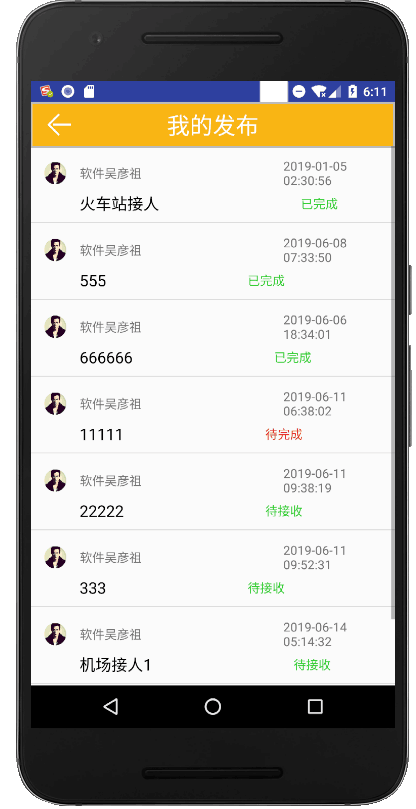 6:11
我的发布
软件吴彦祖
2019-01-05
02:30:56
火车站接人
已完成
软件吴彦祖
2019-06-08
07:33:50
555
已完成
软件吴彦祖
2019-06-06
18:34:01
666666
已完成
软件吴彦祖
2019-06-11
06:38:02
11111
待完成
软件吴彦祖
2019-06-11
09:38:19
22222
待接收
软件吴彦祖
2019-06-11
09:52:31
333
待接收
软件吴彦祖
2019-06-14
05:14:32
机场接人1
待接收